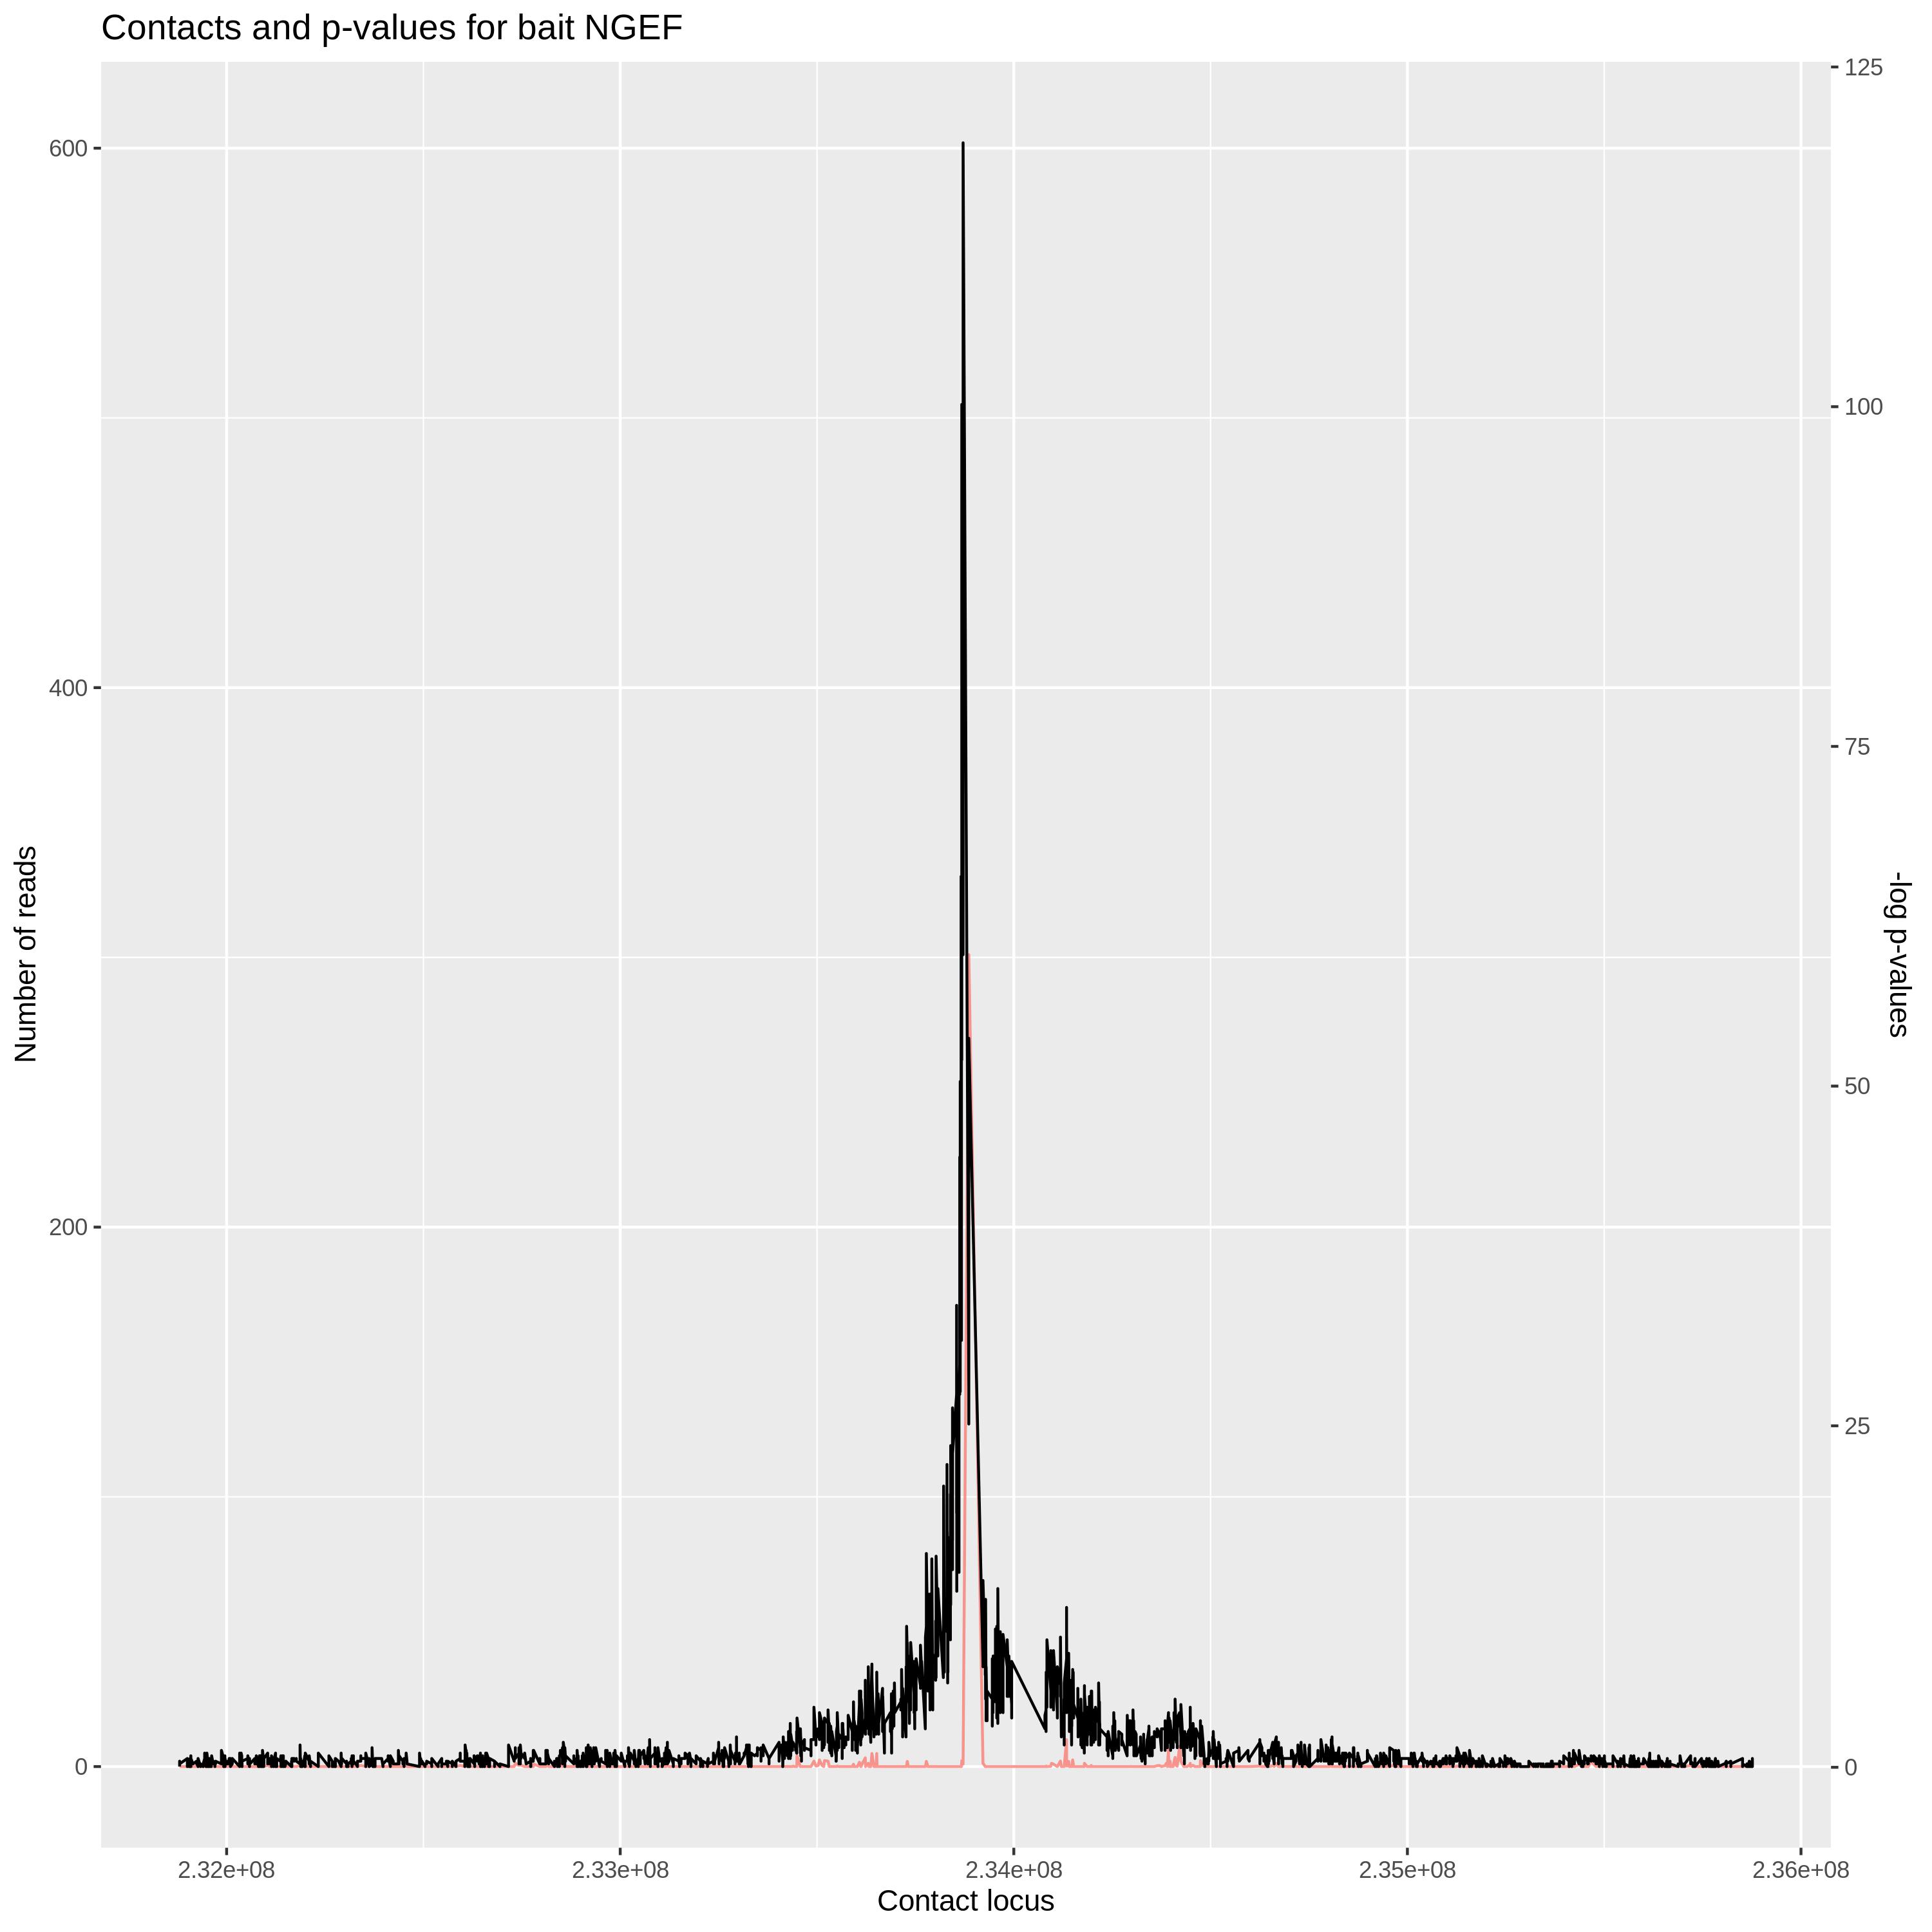 Contacts and p-values for bait NGEF
125
600
100
400
75
Number of reads
-log p-values
50
200
25
0
0
2.32e+08
2.33e+08
2.34e+08
2.35e+08
2.36e+08
Contact locus